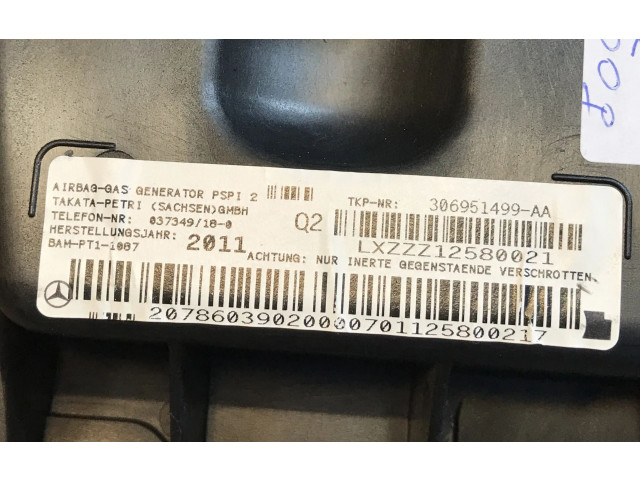 AIRBAG-GAS GENERATOR PSPI 2
TAKATA-PETRI (SACHSEN)GMBH
TELEFON-NR: 037349/18-0
HERSTELLUNGSJAHR: 2011
BAM-PT1-1087
Q2
TKP-NR: 306951499-AA
LXZZZ12580021
ACHTUNG: NUR INERTE GEGENSTAENDE VERSCHROTTEN
20786039020000701125800217